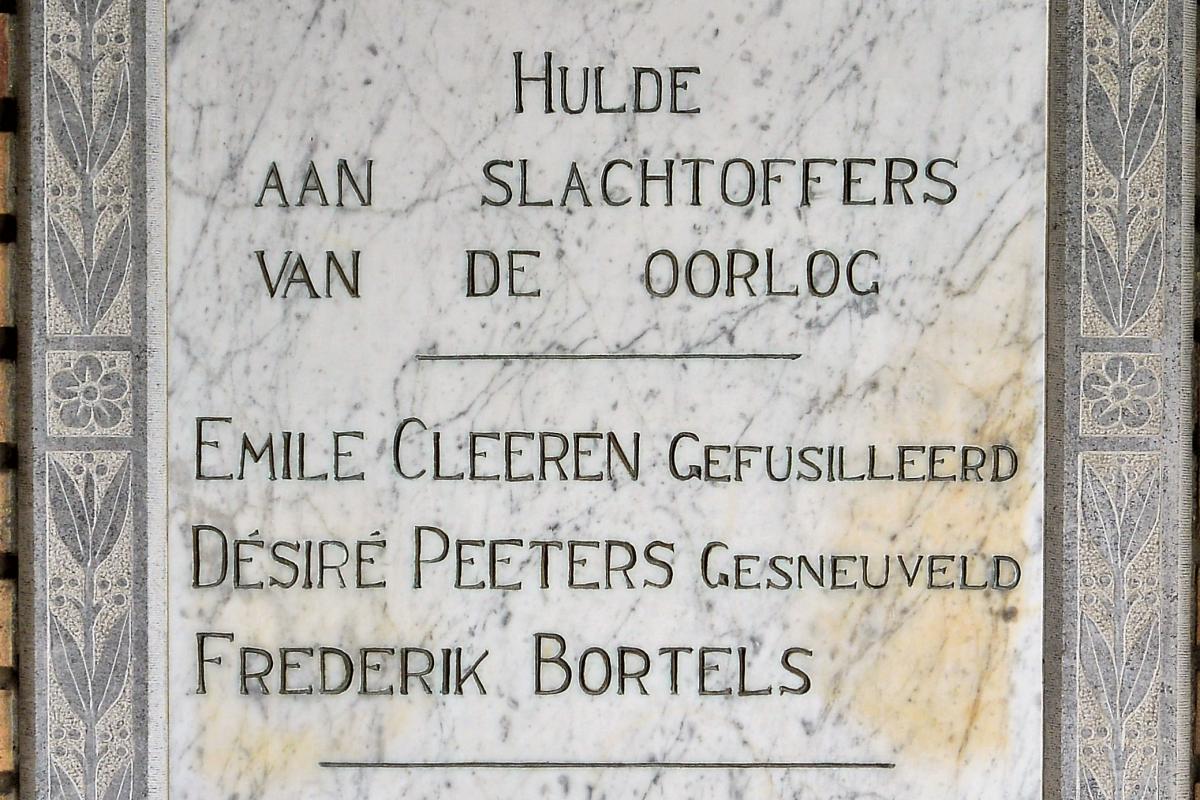 HULDE
AAN SLACHTOFFERS
VAN DE OORLOG
EMILE CLEEREN GEFUSILLEERD
DÉSIRÉ PEETERS GESNEUVELD
FREDERIK BORTELS